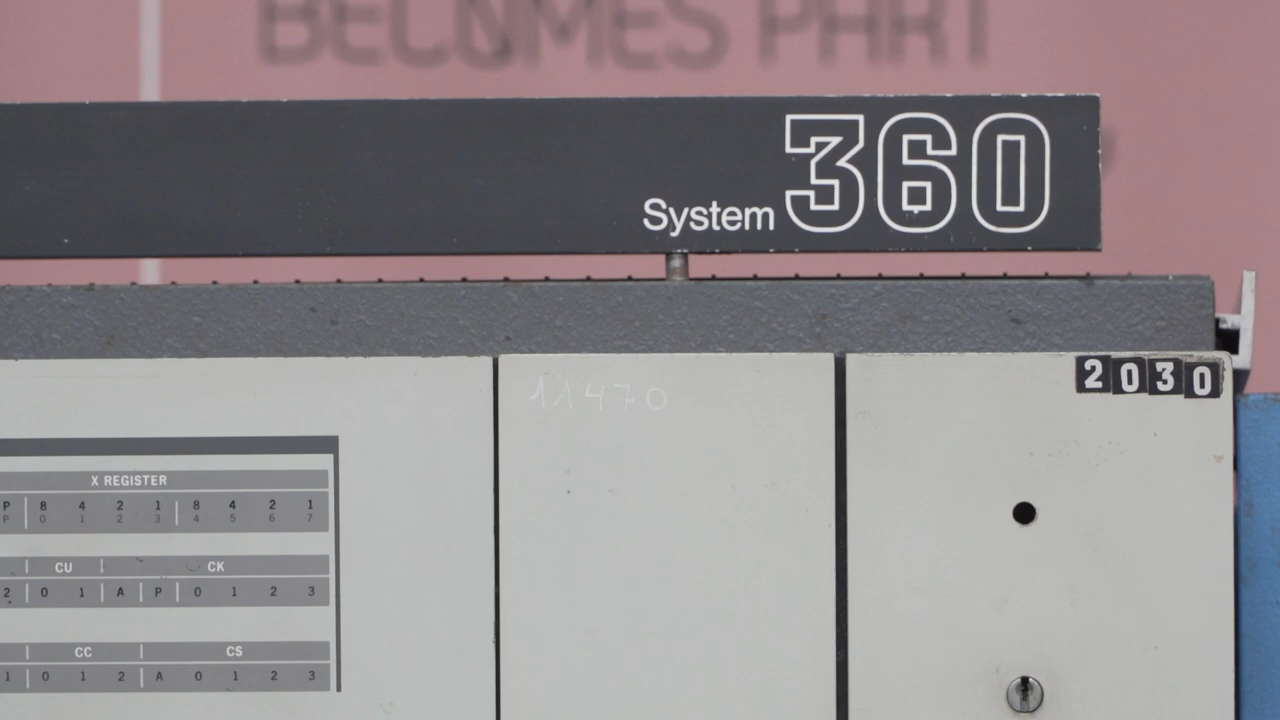 BECOMES PART
System 360
2030
11470
X REGISTER
P 8 4 2 1 8 4 2 1
P 0 1 2 3 4 5 6 7
CU CK
2 0 1 A P 0 1 2 3
CC CS
1 0 1 2 A 0 1 2 3